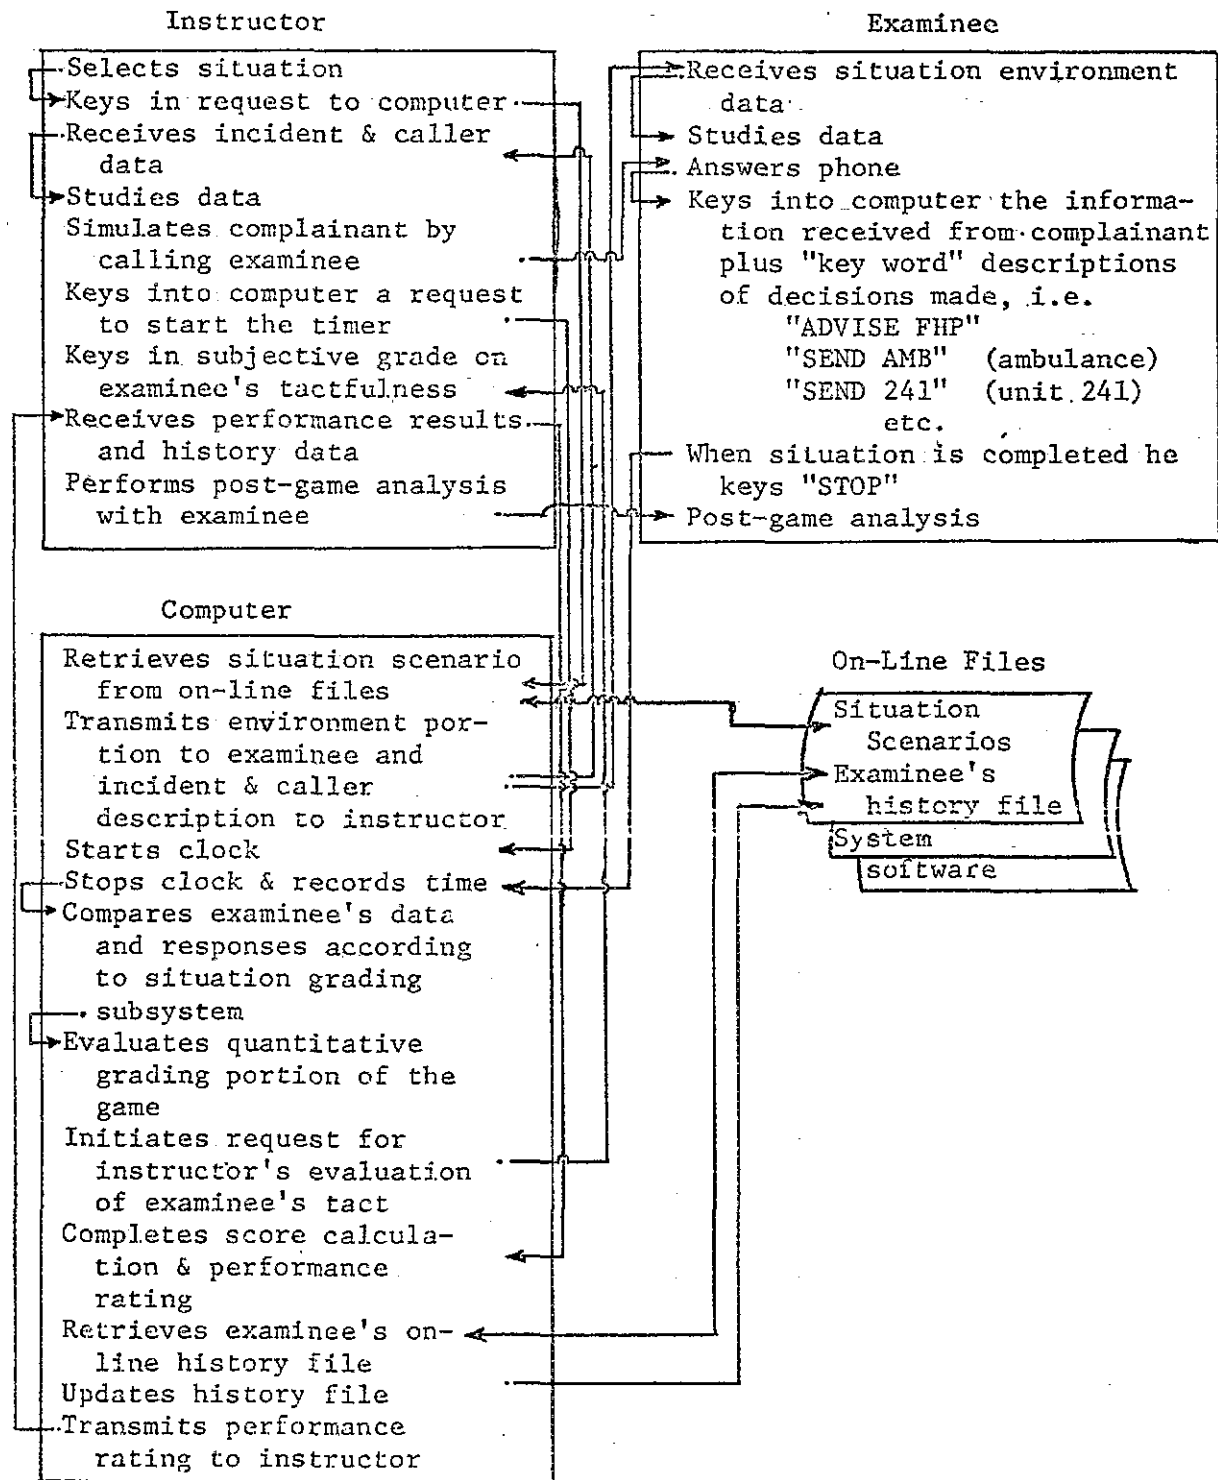 Instructor
Selects situation
Keys in request to computer
Receives incident & caller
data
Studies data
Simulates complainant by
calling examinee
Keys into computer a request
to start the timer
Keys in subjective grade on
examinee's tactfulness
Receives performance results
and history data
Performs post-game analysis
with examinee
Examinee
Receives situation environment
data
Studies data
Answers phone
Keys into computer the informa-
tion received from complainant
plus "key word" descriptions
of decisions made, i.e.
"ADVISE FHP"
"SEND AMB" (ambulance)
"SEND 241" (unit 241)
etc.
When situation is completed he
keys "STOP"
Post-game analysis
Computer
Retrieves situation scenario
from on-line files
Transmits environment por-
tion to examinee and
incident & caller
description to instructor
Starts clock
Stops clock & records time
Compares examinee's data
and responses according
to situation grading
subsystem
Evaluates quantitative
grading portion of the
game
Initiates request for
instructor's evaluation
of examinee's tact
Completes score calcula-
tion & performance
rating
Retrieves examinee's on-
line history file
Updates history file
Transmits performance
rating to instructor
On-Line Files
Situation
Scenarios
Examinee's
history file
System
software